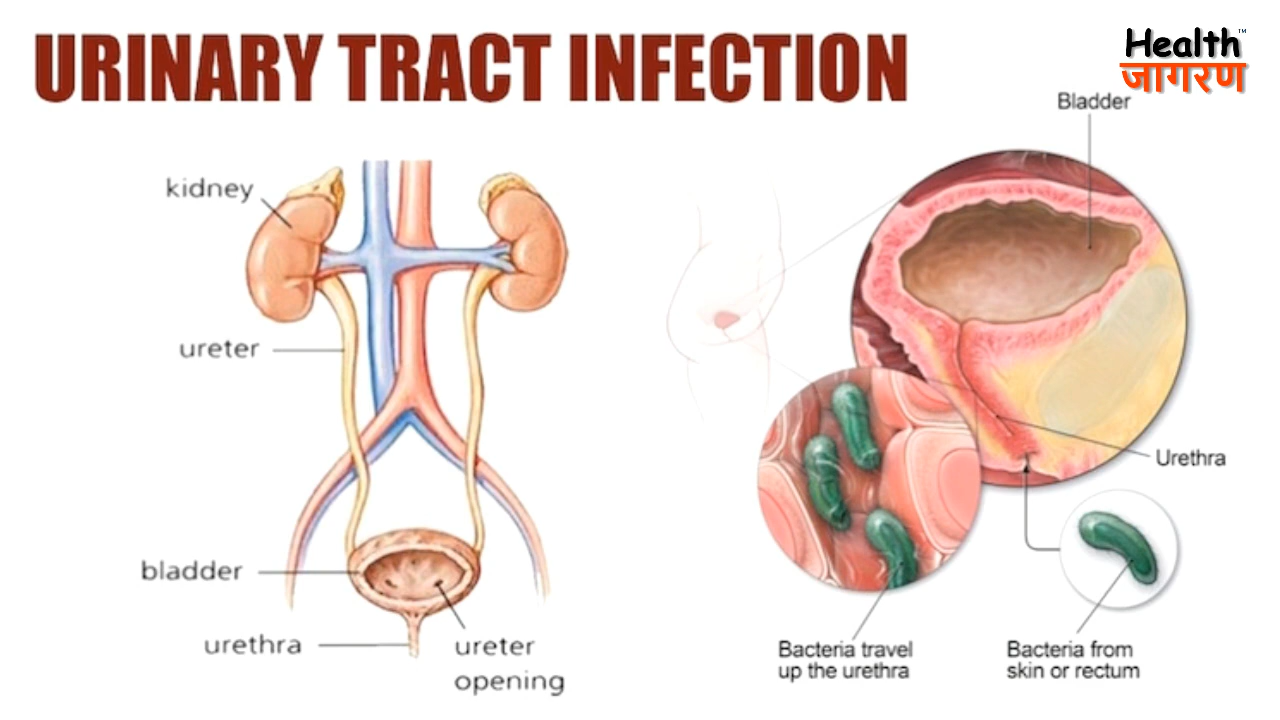 URINARY TRACT INFECTION
Health™
जागरण
kidney
ureter
bladder
urethra
ureter
opening
Bladder
Urethra
Bacteria travel
up the urethra
Bacteria from
skin or rectum